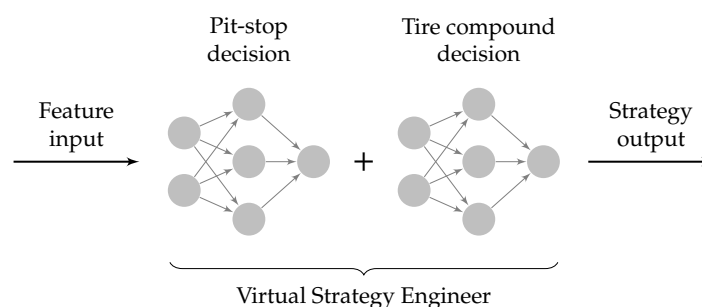 Pit-stop
decision
Tire compound
decision
Feature
input
+
Strategy
output
Virtual Strategy Engineer